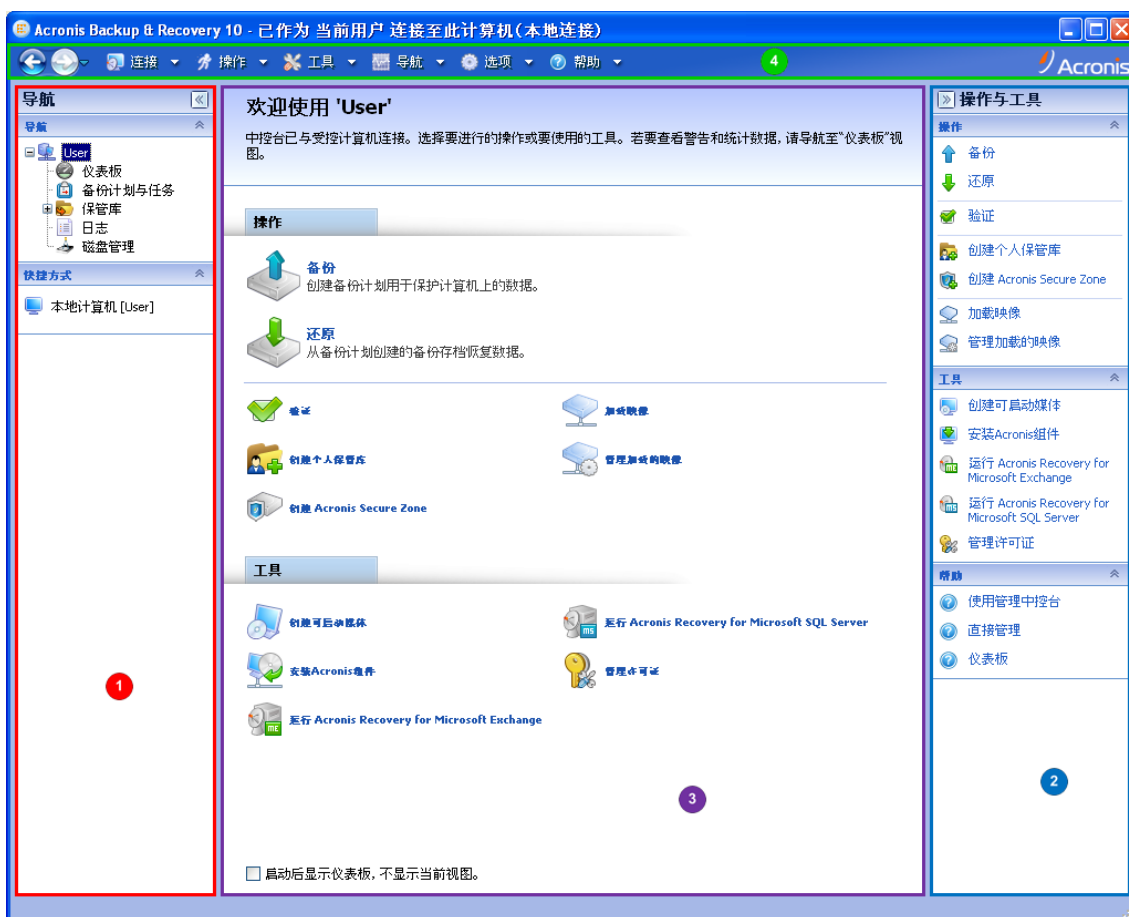 Acronis Backup & Recovery 10 - 已作为 当前用户 连接至此计算机(本地连接)
连接 操作 工具 导航 选项 帮助 4 Acronis
导航
导航
User
仪表板
备份计划与任务
保管库
日志
磁盘管理
快捷方式
本地计算机 [User]
1
欢迎使用 'User'
中控台已与受控计算机连接。选择要进行的操作或要使用的工具。若要查看警告和统计数据, 请导航至"仪表板"视
图。
操作
备份
创建备份计划用于保护计算机上的数据。
还原
从备份计划创建的备份存档恢复数据。
验证
加载映像
创建个人保管库
管理加载的映像
创建 Acronis Secure Zone
工具
创建可启动媒体
运行 Acronis Recovery for Microsoft SQL Server
安装Acronis组件
管理许可证
运行 Acronis Recovery for Microsoft Exchange
3
启动后显示仪表板, 不显示当前视图。
操作与工具
操作
备份
还原
验证
创建个人保管库
创建 Acronis Secure Zone
加载映像
管理加载的映像
工具
创建可启动媒体
安装Acronis组件
运行 Acronis Recovery for
Microsoft Exchange
运行 Acronis Recovery for
Microsoft SQL Server
管理许可证
帮助
使用管理中控台
直接管理
仪表板
2